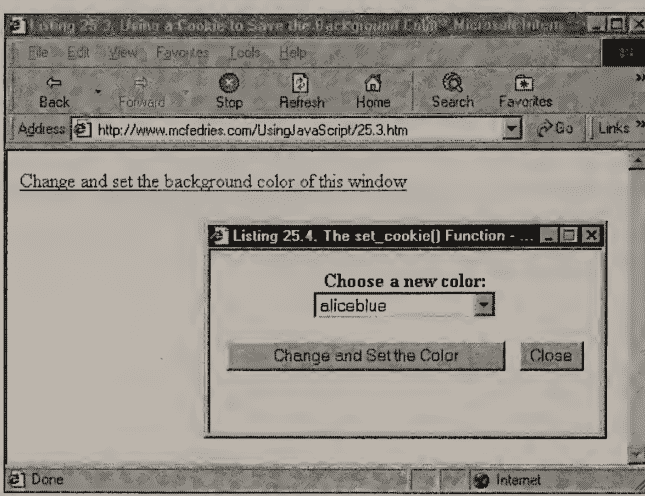 Listing 25.3. Using a Cookie to Save the Background Color - Microsoft Intern
File Edit View Favorites Tools Help
Back Forward Stop Refresh Home Search Favorites »
Address http://www.mcfedries.com/UsingJavaScript/25.3.htm Go Links »
Change and set the background color of this window
Listing 25.4. The set_cookie() Function - ...
Choose a new color:
aliceblue
Change and Set the Color Close
Done Internet